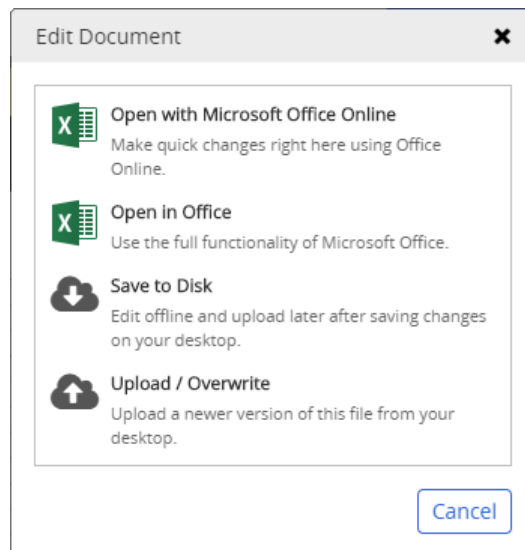 Edit Document
Open with Microsoft Office Online
Make quick changes right here using Office
Online.
Open in Office
Use the full functionality of Microsoft Office.
Save to Disk
Edit offline and upload later after saving changes
on your desktop.
Upload / Overwrite
Upload a newer version of this file from your
desktop.
Cancel